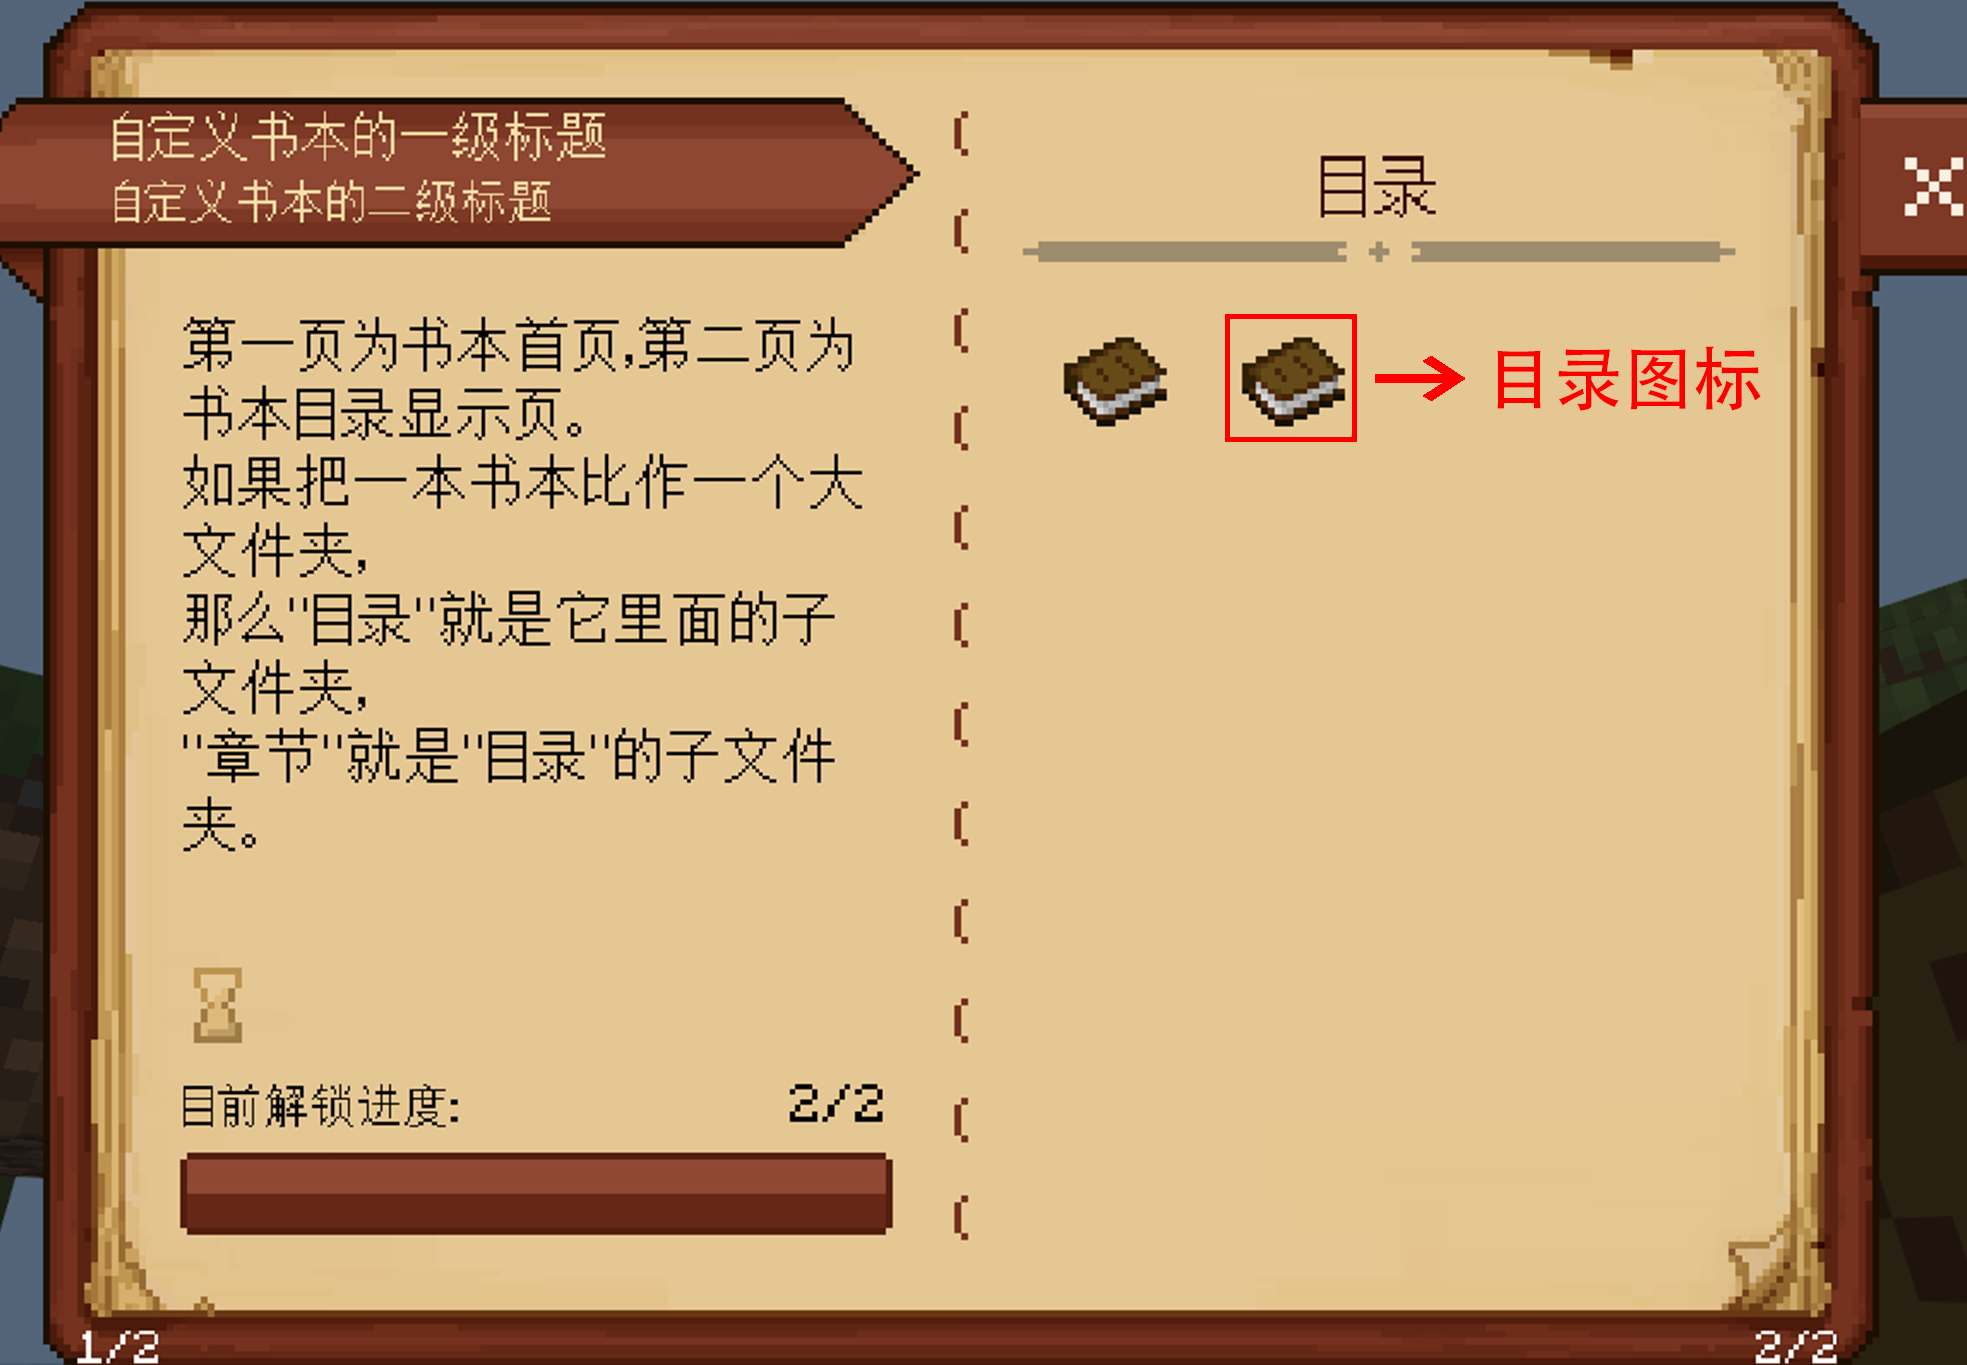 自定义书本的一级标题
自定义书本的二级标题
第一页为书本首页,第二页为
书本目录显示页。
如果把一本书本比作一个大
文件夹,
那么"目录"就是它里面的子
文件夹,
"章节"就是"目录"的子文件
夹。
目前解锁进度:
2/2
1/2
目录
目录图标
2/2